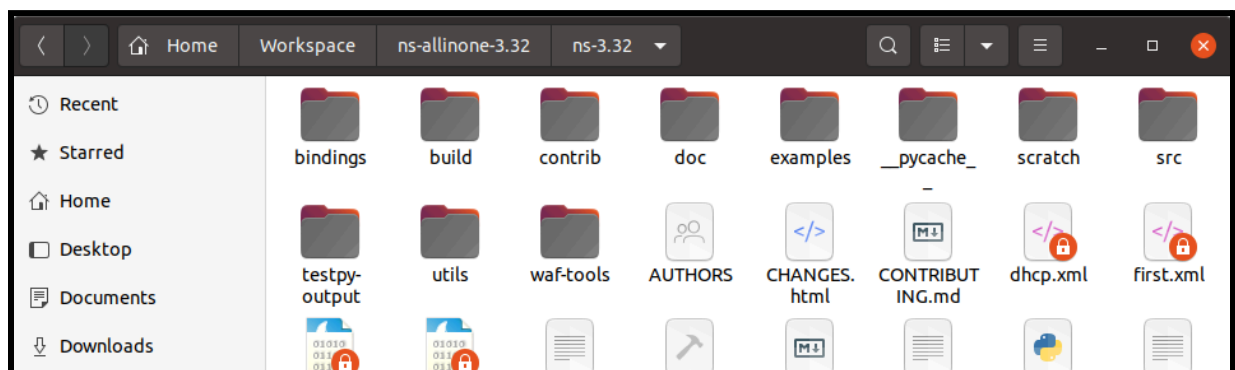 Home Workspace ns-allinone-3.32 ns-3.32
Recent
Starred
Home
Desktop
Documents
Downloads
bindings build contrib doc examples __pycache_ scratch src
_
testpy- utils waf-tools AUTHORS CHANGES. CONTRIBUT dhcp.xml first.xml
output html ING.md